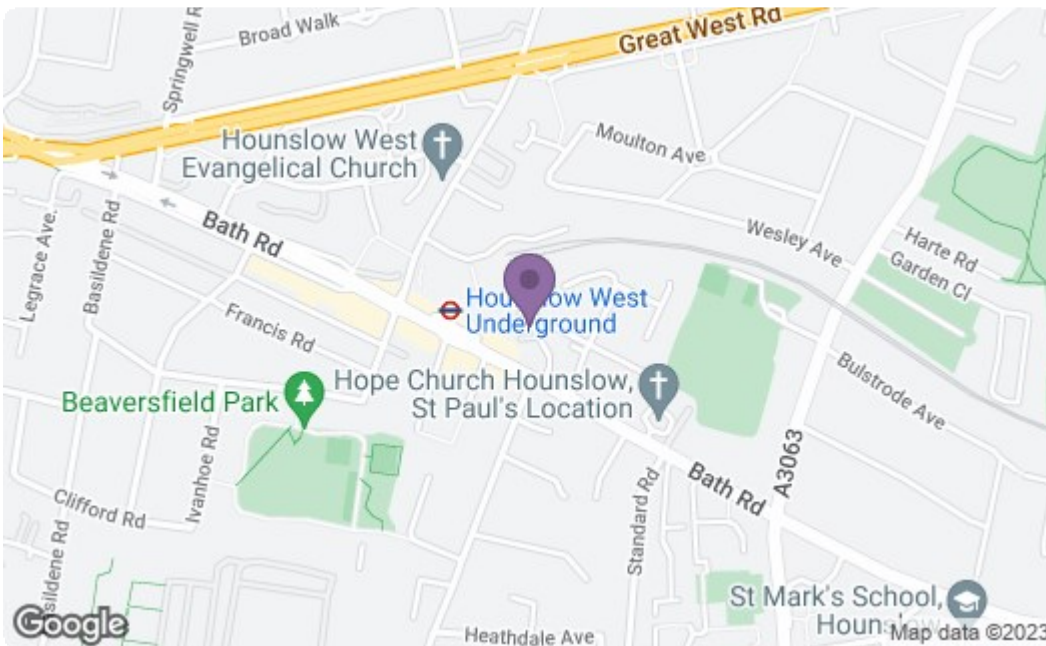 Springwell R
Broad Walk
Great West Rd
Hounslow West
Evangelical Church
Moulton Ave
Legrace Ave.
Basildene Rd
Bath Rd
Wesley Ave
Harte Rd
Garden Cl
Francis Rd
Hounslow West
Underground
Hope Church Hounslow,
St Paul's Location
Beaversfield Park
Bulstrode Ave
Ivanhoe Rd
Clifford Rd
A3063
Bath Rd
Standard Rd
sildene Rd
St Mark's School,
Hounslow
Google
Heathdale Ave
Map data ©2023